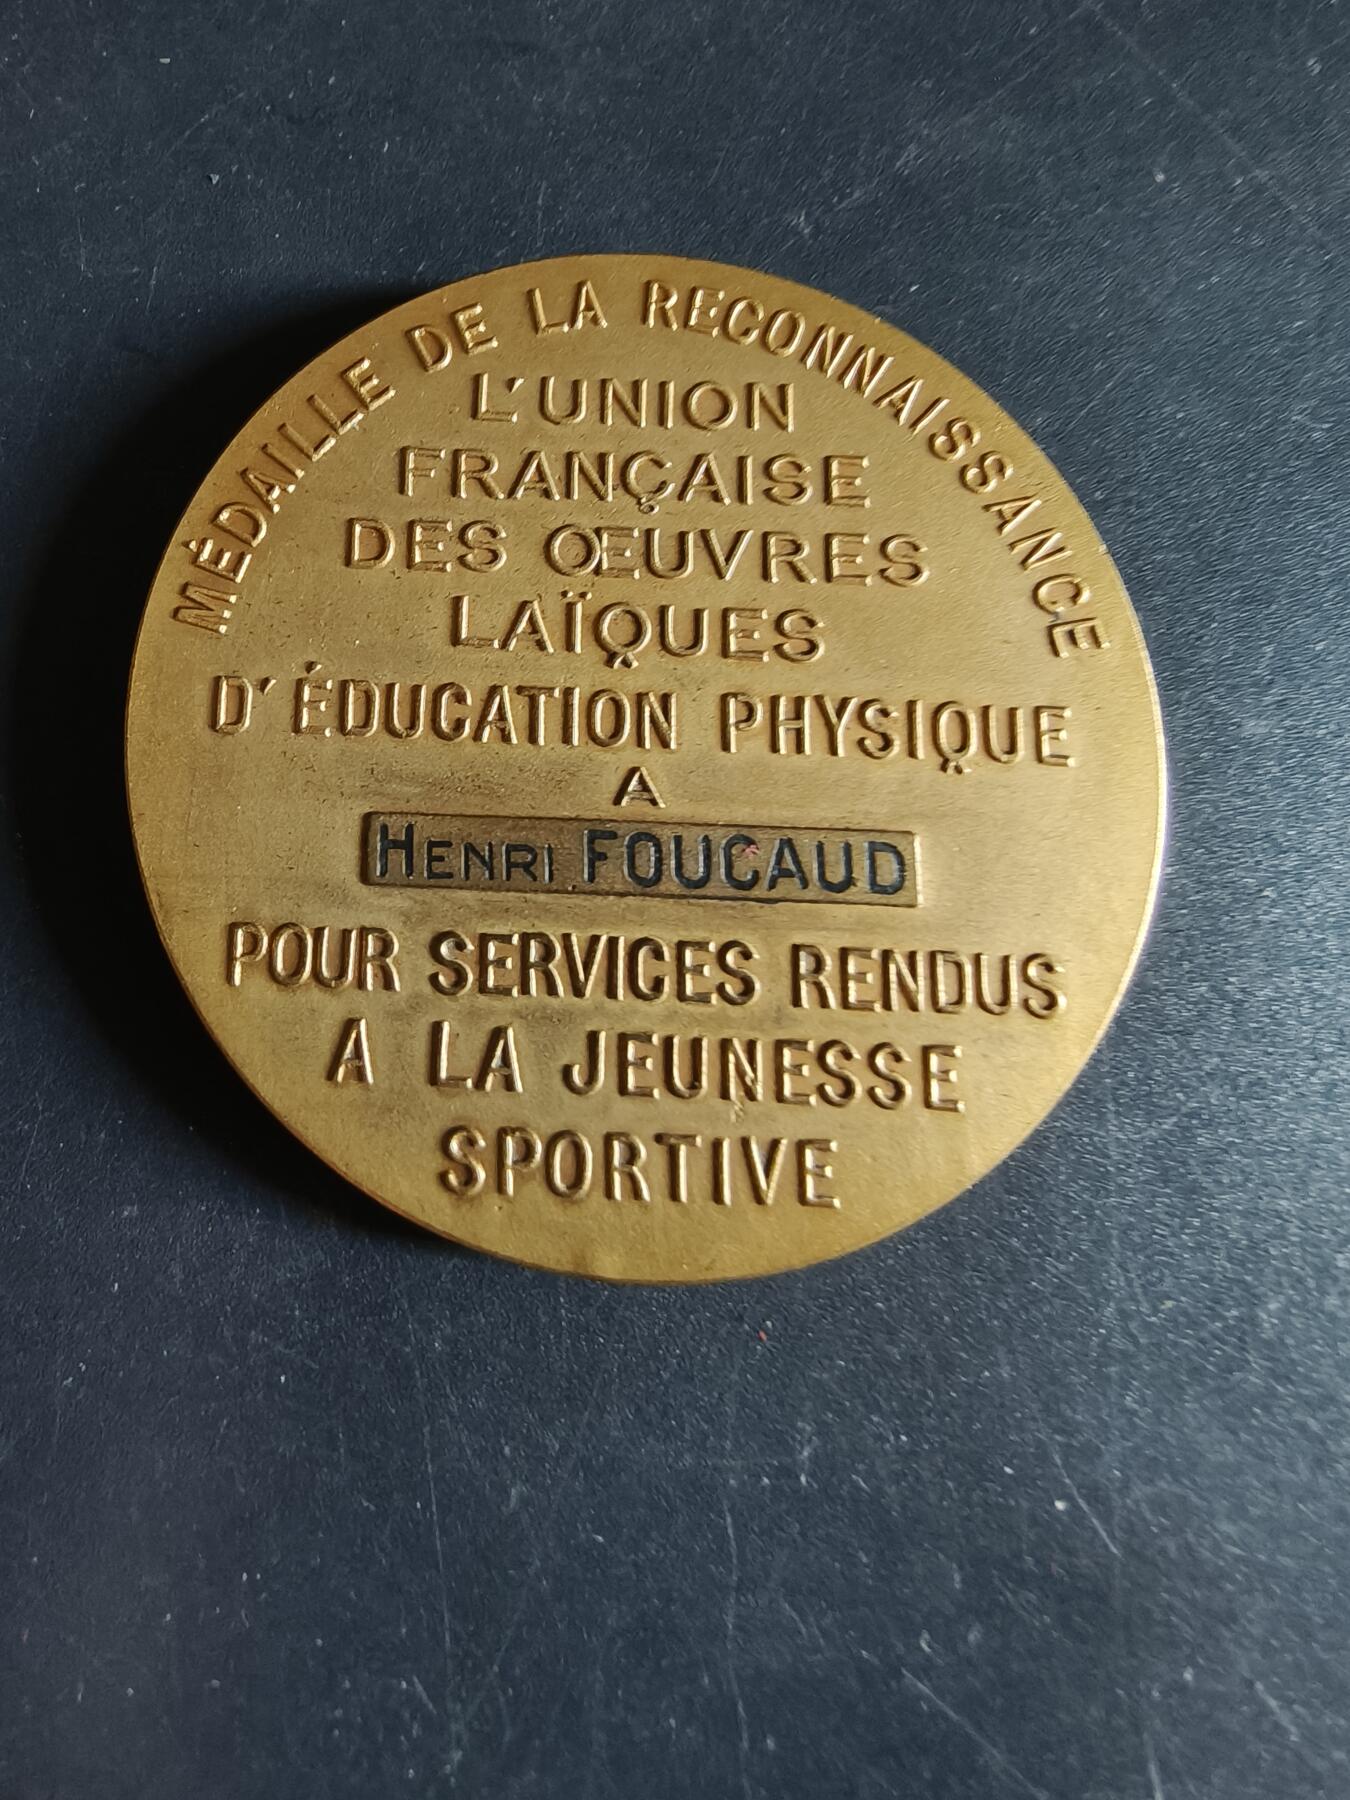 MÉDAILLE DE LA RECONNAISSANCE
L'UNION
FRANÇAISE
DES ŒUVRES
LAÏQUES
D'ÉDUCATION PHYSIQUE
A
HENRI FOUCAUD
POUR SERVICES RENDUS
A LA JEUNESSE
SPORTIVE